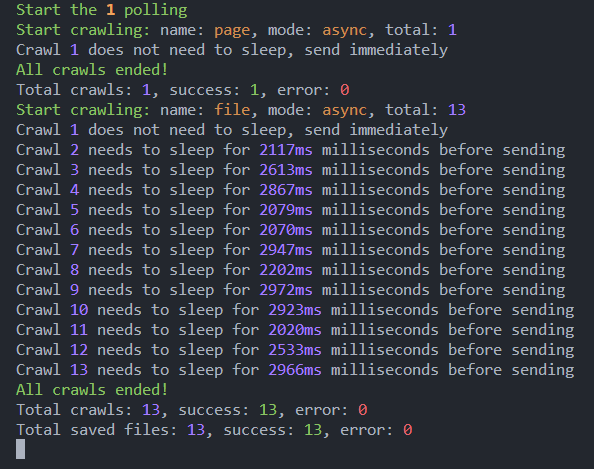 Start the 1 polling
Start crawling: name: page, mode: async, total: 1
Crawl 1 does not need to sleep, send immediately
All crawls ended!
Total crawls: 1, success: 1, error: 0
Start crawling: name: file, mode: async, total: 13
Crawl 1 does not need to sleep, send immediately
Crawl 2 needs to sleep for 2117ms milliseconds before sending
Crawl 3 needs to sleep for 2613ms milliseconds before sending
Crawl 4 needs to sleep for 2867ms milliseconds before sending
Crawl 5 needs to sleep for 2079ms milliseconds before sending
Crawl 6 needs to sleep for 2070ms milliseconds before sending
Crawl 7 needs to sleep for 2947ms milliseconds before sending
Crawl 8 needs to sleep for 2202ms milliseconds before sending
Crawl 9 needs to sleep for 2972ms milliseconds before sending
Crawl 10 needs to sleep for 2923ms milliseconds before sending
Crawl 11 needs to sleep for 2020ms milliseconds before sending
Crawl 12 needs to sleep for 2533ms milliseconds before sending
Crawl 13 needs to sleep for 2966ms milliseconds before sending
All crawls ended!
Total crawls: 13, success: 13, error: 0
Total saved files: 13, success: 13, error: 0